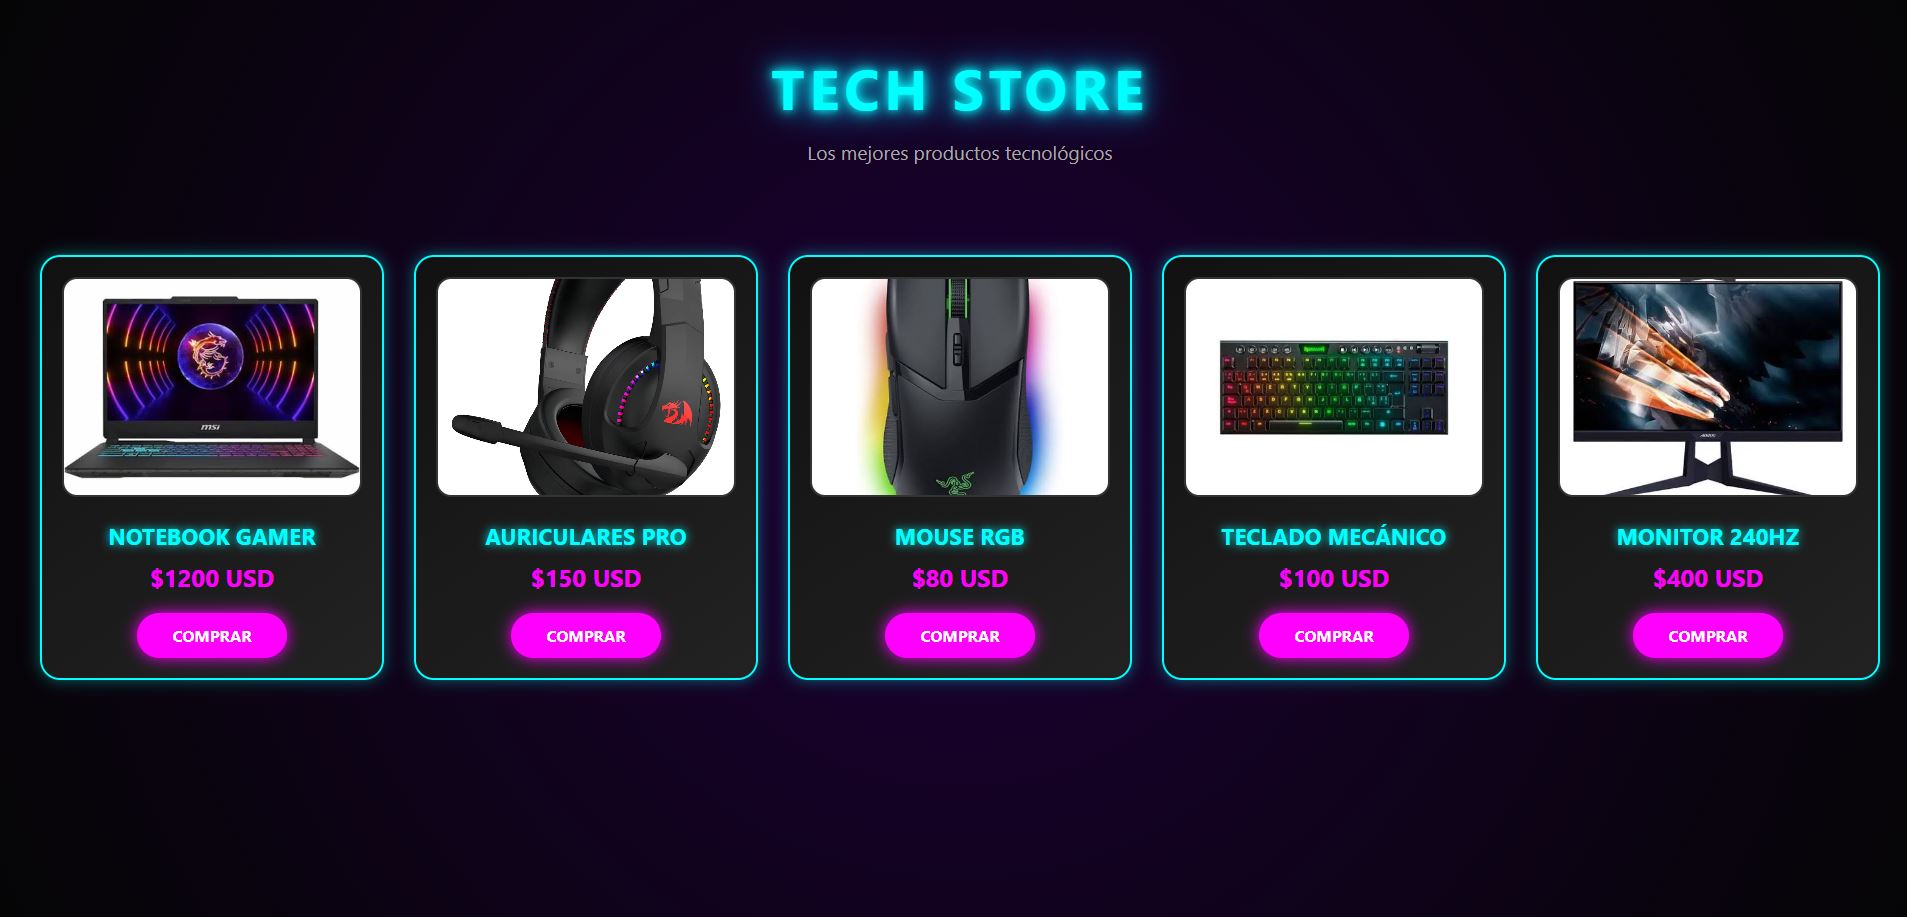 TECH STORE
Los mejores productos tecnológicos
msi
NOTEBOOK GAMER
$1200 USD
COMPRAR
AURICULARES PRO
$150 USD
COMPRAR
MOUSE RGB
$80 USD
COMPRAR
TECLADO MECÁNICO
$100 USD
COMPRAR
MONITOR 240HZ
$400 USD
COMPRAR